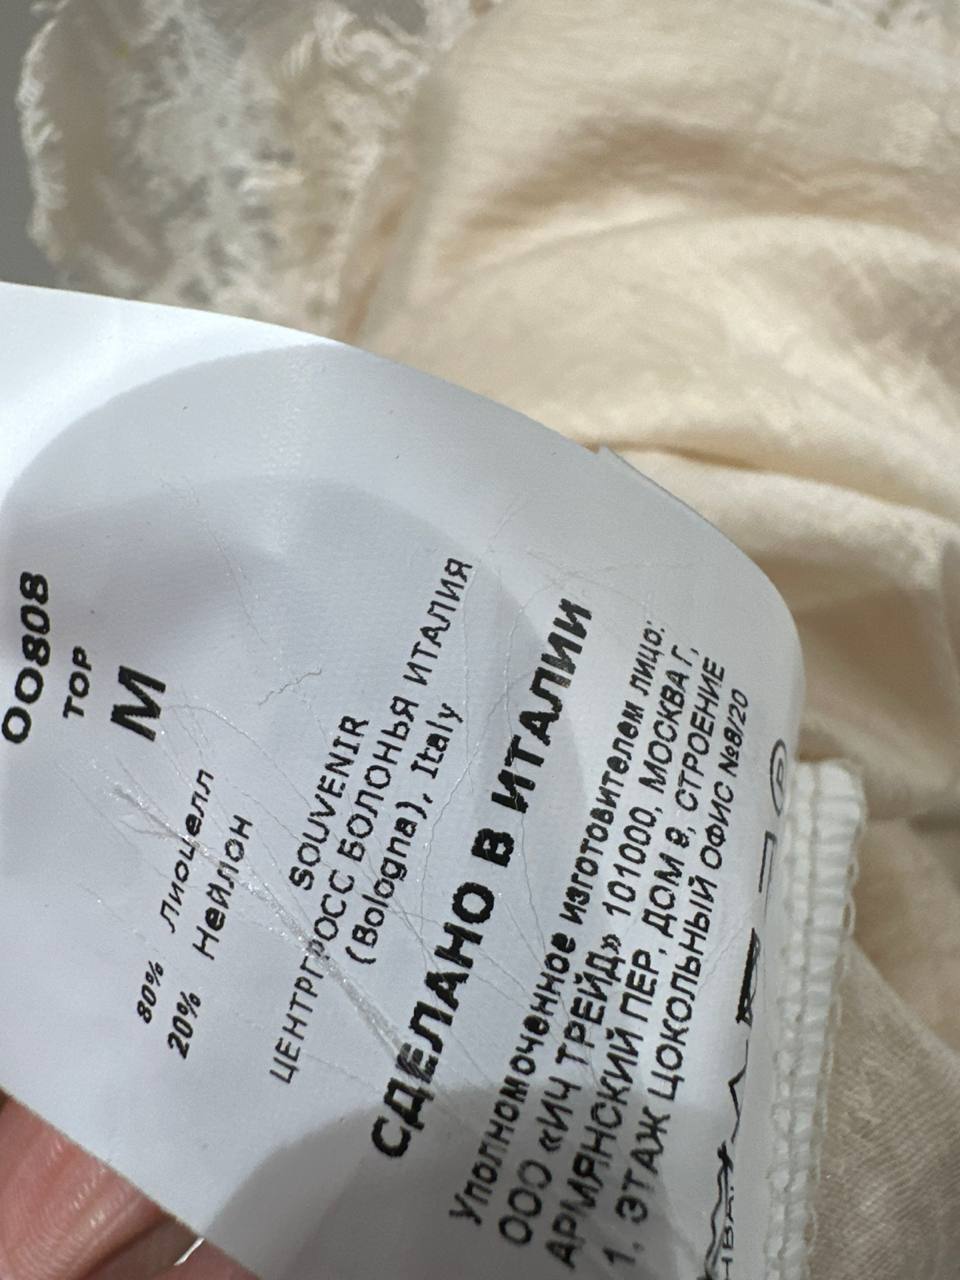 00808
TOP
M
80% Лиоцелл
20% Нейлон
SOUVENIR
ЦЕНТРГРОСС БОЛОНЬЯ ИТАЛИЯ
(Bologna), Italy
СДЕЛАНО В ИТАЛИИ
Уполномоченное изготовителем лицо:
ООО «ИЧ ТРЕЙД» 101000, МОСКВА Г,
АРМЯНСКИЙ ПЕР, ДОМ 9, СТРОЕНИЕ
1, ЭТАЖ ЦОКОЛЬНЫЙ ОФИС №8/20
P